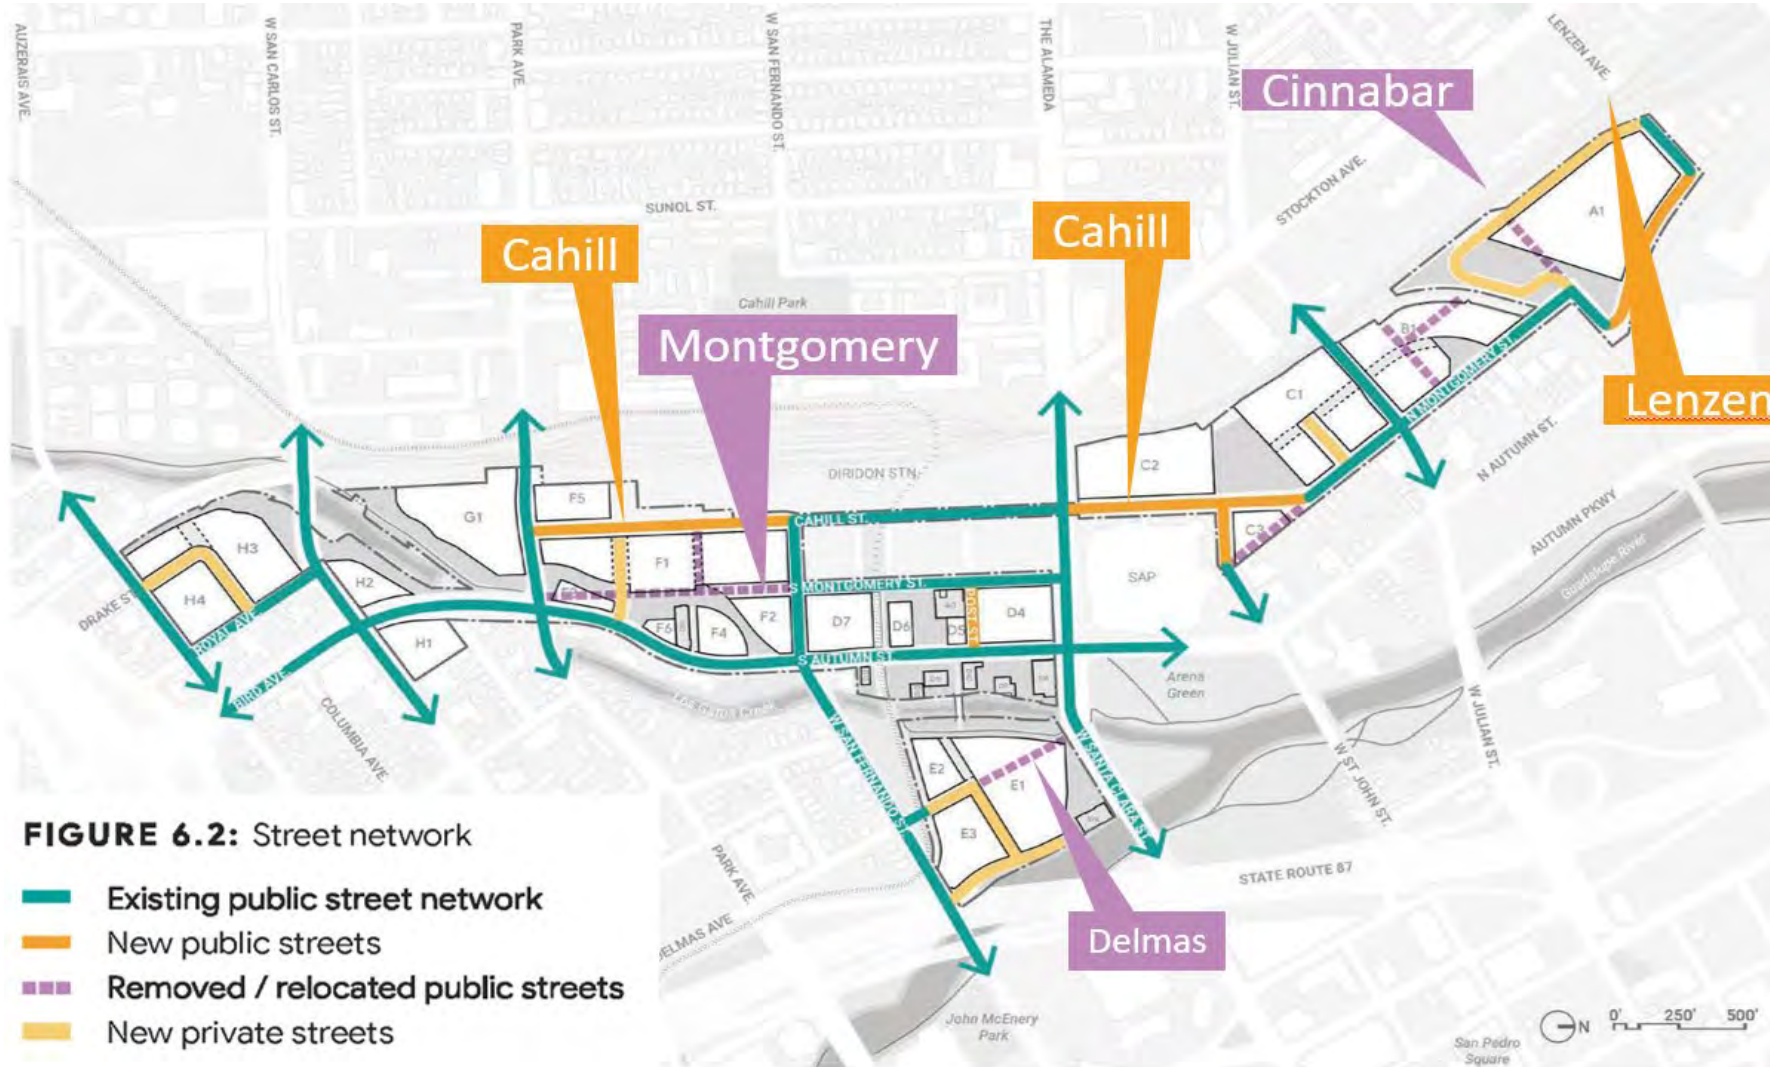 AUZERAIS AVE.
W SAN CARLOS ST.
PARK AVE.
W SAN FERNANDO ST.
THE ALAMEDA
W JULIAN ST.
LENZEN AVE.
Cinnabar
STOCKTON AVE.
SUNOL ST.
A1
Cahill
Cahill
Cahill Park
Montgomery
B1
Lenzen
C1
N MONTGOMERY ST.
N AUTUMN ST.
DIRIDON STN.
C2
G1
F5
CAHILL ST.
C3
AUTUMN PKWY
Guadalupe River
H3
H2
H4
DRAKE ST
ROYAL AVE.
BIRD AVE.
H1
F1
S MONTGOMERY ST.
SAP
F6
F4
F2
D7
D6
D5
POST ST.
D4
S AUTUMN ST.
Los Gatos Creek
Arena
Green
COLUMBIA AVE.
W SAN FERNANDO ST.
W SANTA CLARA ST.
W ST JOHN ST.
W JULIAN ST.
E2
E1
E3
PARK AVE.
DELMAS AVE
STATE ROUTE 87
Delmas
John McEnery
Park
San Pedro
Square
N
0' 250' 500'
FIGURE 6.2: Street network
Existing public street network
New public streets
Removed / relocated public streets
New private streets